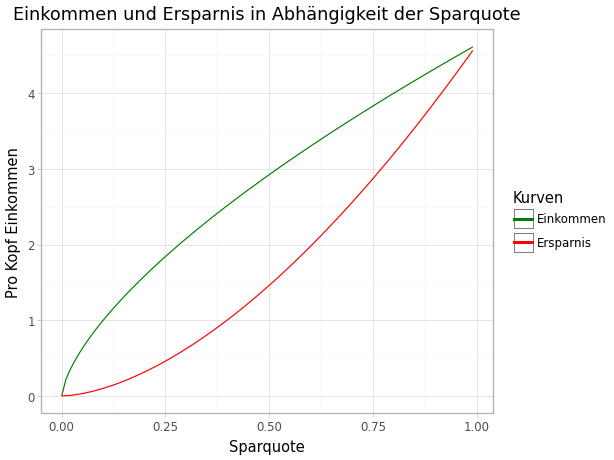 Einkommen und Ersparnis in Abhängigkeit der Sparquote
Pro Kopf Einkommen
4
3
2
1
0
0.00 0.25 0.50 0.75 1.00
Sparquote
Kurven
Einkommen
Ersparnis